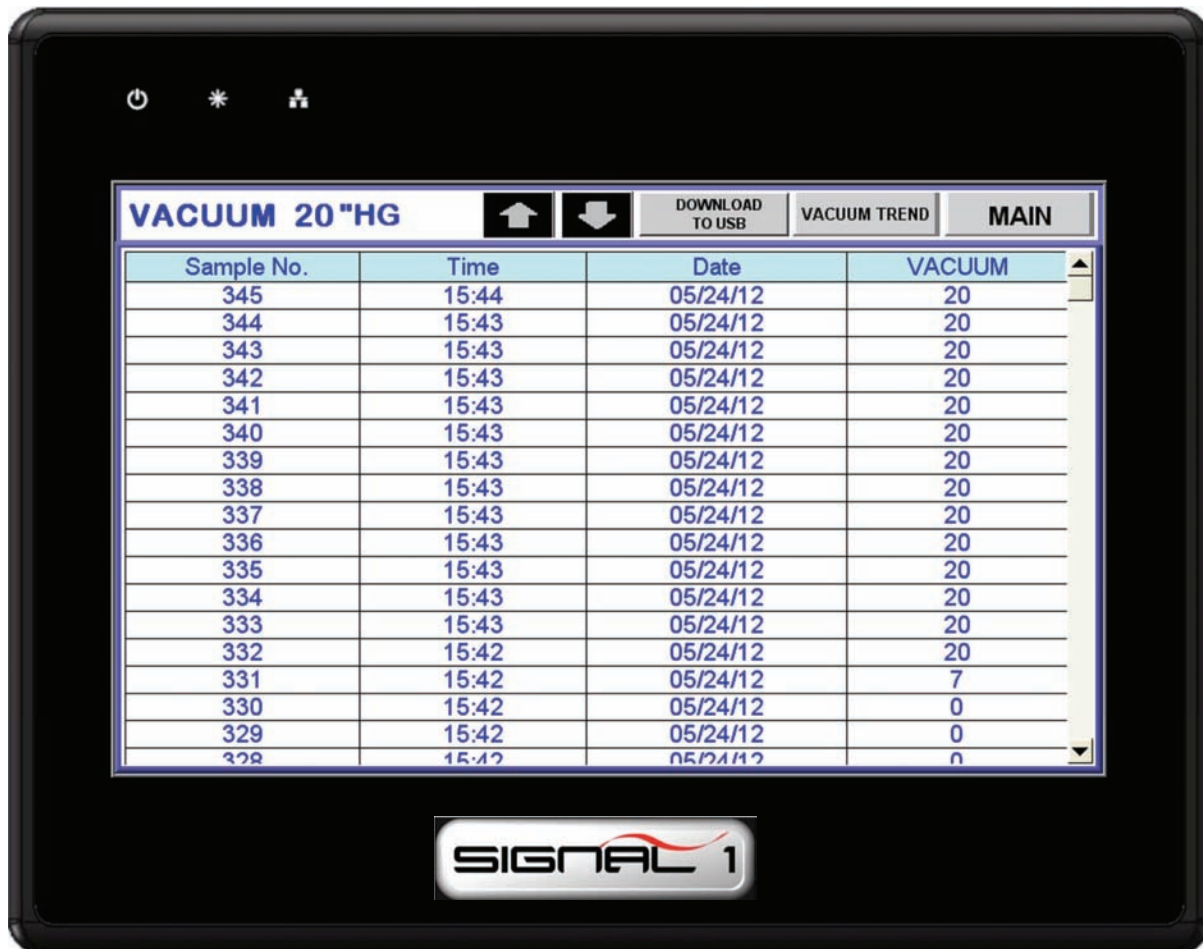 VACUUM 20"HG
DOWNLOAD
TO USB
VACUUM TREND
MAIN
Sample No. Time Date VACUUM
345 15:44 05/24/12 20
344 15:43 05/24/12 20
343 15:43 05/24/12 20
342 15:43 05/24/12 20
341 15:43 05/24/12 20
340 15:43 05/24/12 20
339 15:43 05/24/12 20
338 15:43 05/24/12 20
337 15:43 05/24/12 20
336 15:43 05/24/12 20
335 15:43 05/24/12 20
334 15:43 05/24/12 20
333 15:43 05/24/12 20
332 15:42 05/24/12 20
331 15:42 05/24/12 7
330 15:42 05/24/12 0
329 15:42 05/24/12 0
328 15:42 05/24/12 0
SIGNAL 1